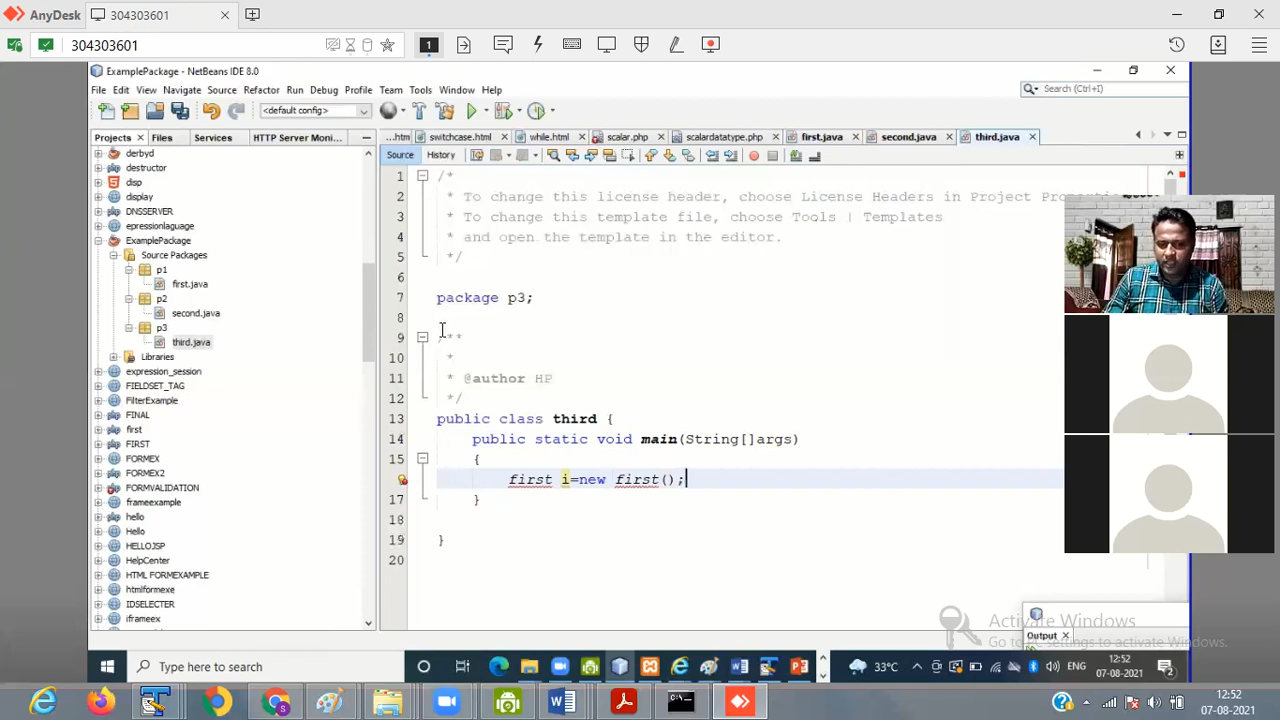 AnyDesk
304303601
304303601
1
ExamplePackage - NetBeans IDE 8.0
File Edit View Navigate Source Refactor Run Debug Profile Team Tools Window Help
Search (Ctrl+I)
<default config>
Projects Files Services HTTP Server Moni...
...htm switchcase.html while.html scalar.php scalardatatype.php first.java second.java third.java
Source History
derbyd
destructor
disp
display
DNSSERVER
epressionlaguage
ExamplePackage
Source Packages
p1
first.java
p2
second.java
p3
third.java
Libraries
expression_session
FIELDSET_TAG
FilterExample
FINAL
first
FIRST
FORMEX
FORMEX2
FORMVALIDATION
frameexample
hello
Hello
HELLOJSP
HelpCenter
HTML FORMEXAMPLE
htmlformexe
IDSELECTER
iframeex
1 /*
2 * To change this license header, choose License Headers in Project
3 * To change this template file, choose Tools | Templates
4 * and open the template in the editor.
5 */
6
7 package p3;
8
9 /**
10 *
11 * @author HP
12 */
13 public class third {
14 public static void main(String[]args)
15 {
first i=new first();
17 }
18
19 }
20
Activate Windows
Go to PC settings to activate Windows.
Output
Type here to search
33°C
ENG
12:52
07-08-2021
2
12:52
07-08-2021